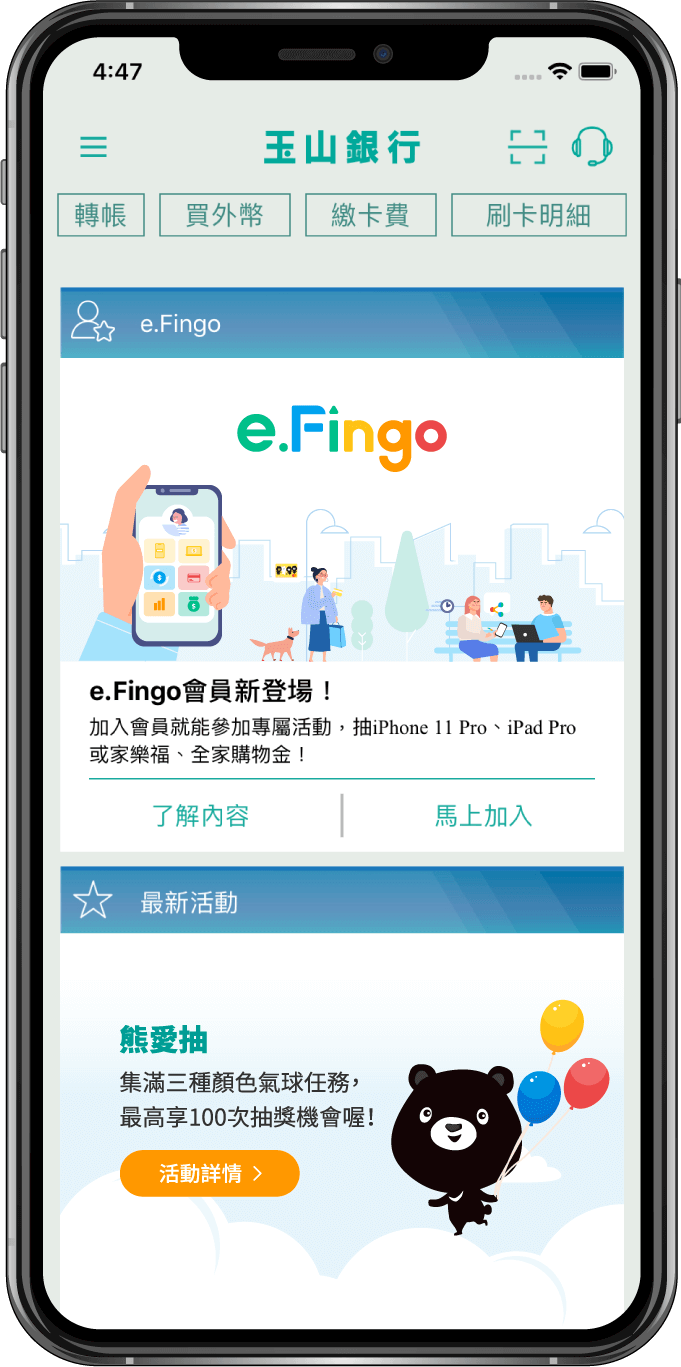 4:47
玉山銀行
轉帳
買外幣
繳卡費
刷卡明細
e.Fingo
e.Fingo
e.Fingo會員新登場！
加入會員就能參加專屬活動，抽iPhone 11 Pro、iPad Pro
或家樂福、全家購物金！
了解內容
馬上加入
最新活動
熊愛抽
集滿三種顏色氣球任務，
最高享100次抽獎機會喔！
活動詳情 >